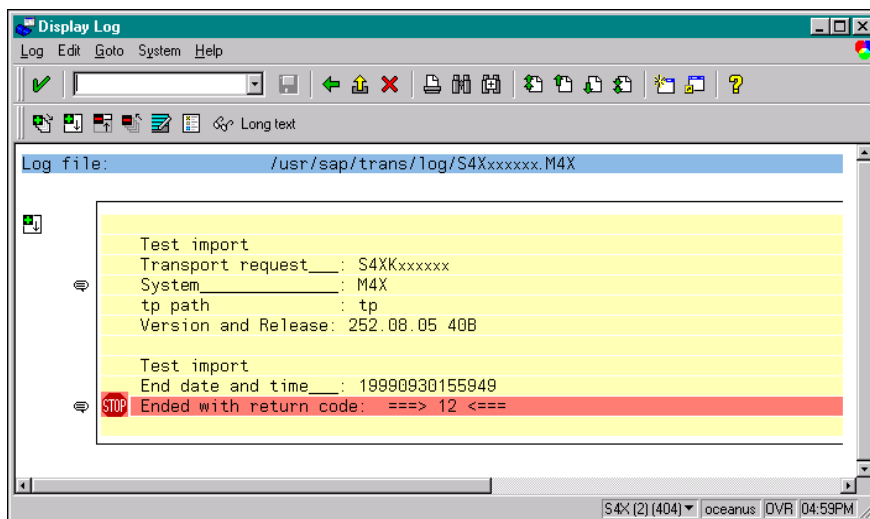 Display Log
Log Edit Goto System Help
Long text
Log file: /usr/sap/trans/log/S4Xxxxxxx.M4X
Test import
Transport request___: S4XKxxxxxx
System______________: M4X
tp path : tp
Version and Release: 252.08.05 40B
Test import
End date and time___: 19990930155949
STOP Ended with return code: ===> 12 <===
S4X (2) (404) oceanus OVR 04:59PM